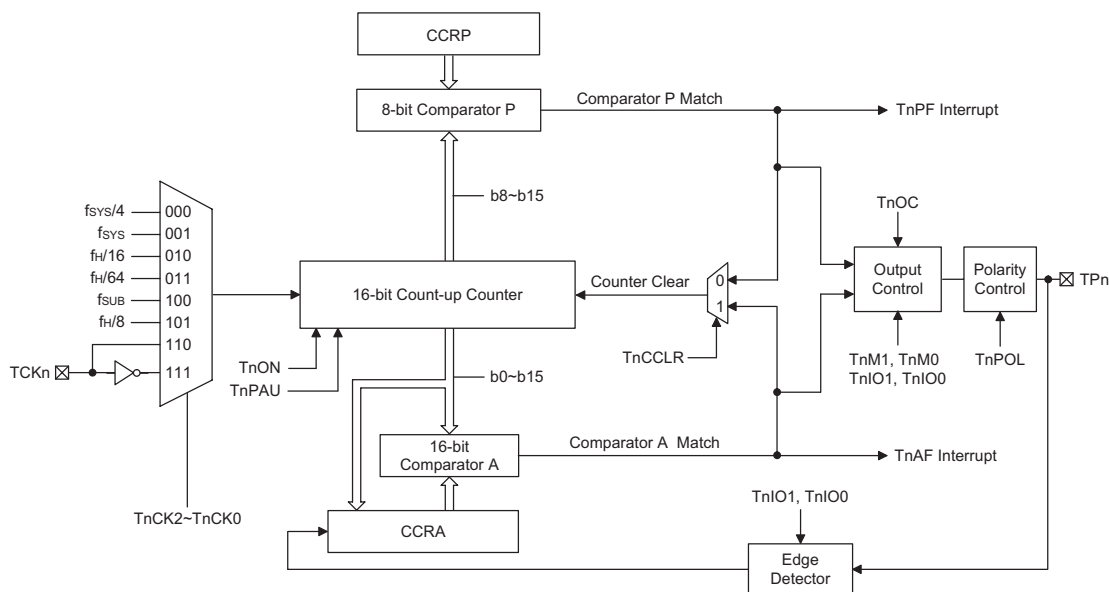 CCRP
8-bit Comparator P
Comparator P Match
TnPF Interrupt
b8~b15
fSYS/4
fSYS
fH/16
fH/64
fSUB
fH/8
000
001
010
011
100
101
110
111
TCKn
TnCK2~TnCK0
16-bit Count-up Counter
TnON
TnPAU
Counter Clear
0
1
TnCCLR
TnOC
Output
Control
Polarity
Control
TPn
TnM1, TnM0
TnIO1, TnIO0
TnPOL
b0~b15
16-bit
Comparator A
Comparator A Match
TnAF Interrupt
CCRA
TnIO1, TnIO0
Edge
Detector